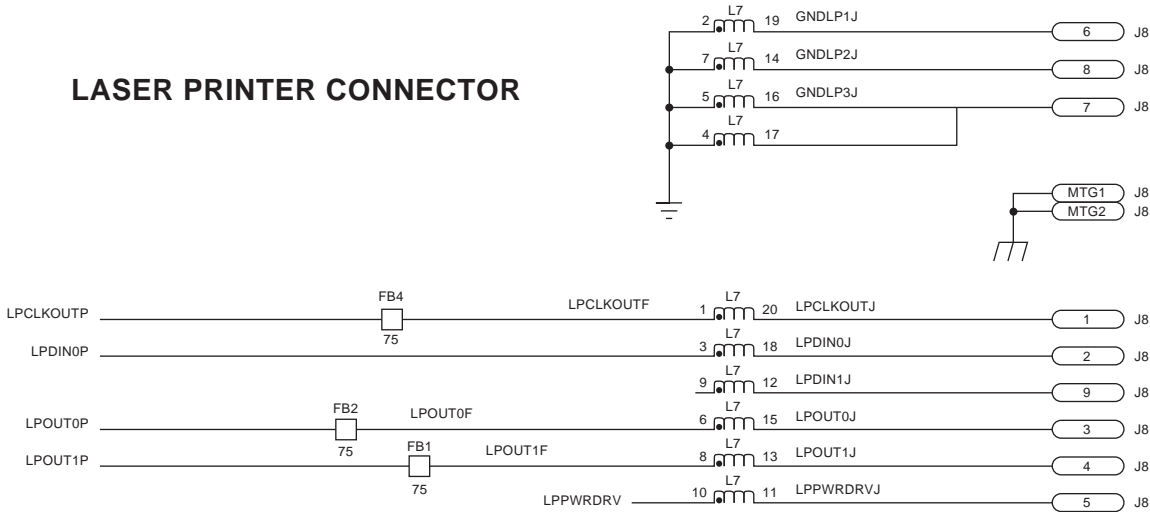 L7
2 19 GNDLP1J 6 J8
L7
7 14 GNDLP2J 8 J8
LASER PRINTER CONNECTOR
L7
5 16 GNDLP3J 7 J8
L7
4 17
MTG1 J8
MTG2 J8
FB4 L7
LPCLKOUTP LPCLKOUTF 1 20 LPCLKOUTJ 1 J8
75
L7
LPDIN0P 3 18 LPDIN0J 2 J8
L7
9 12 LPDIN1J 9 J8
FB2 L7
LPOUT0P LPOUT0F 6 15 LPOUT0J 3 J8
75
FB1 L7
LPOUT1P LPOUT1F 8 13 LPOUT1J 4 J8
75
L7
LPPWRDRV 10 11 LPPWRDRVJ 5 J8